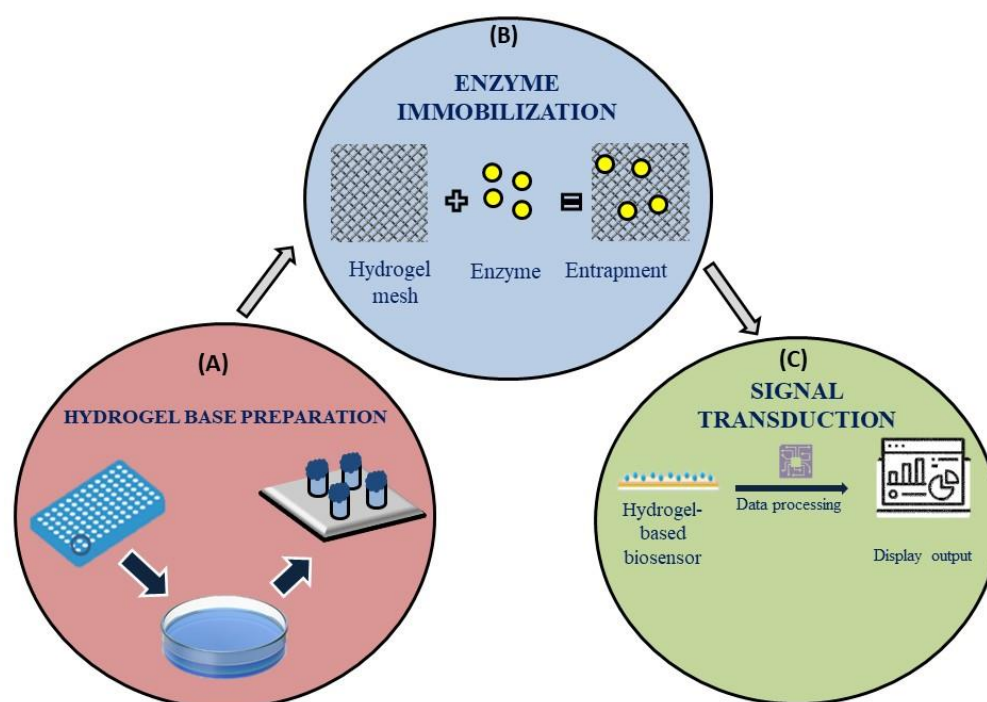 (A)
HYDROGEL BASE PREPARATION
(B)
ENZYME
IMMOBILIZATION
Hydrogel
mesh
Enzyme
Entrapment
(C)
SIGNAL
TRANSDUCTION
Hydrogel-
based
biosensor
Data processing
Display output